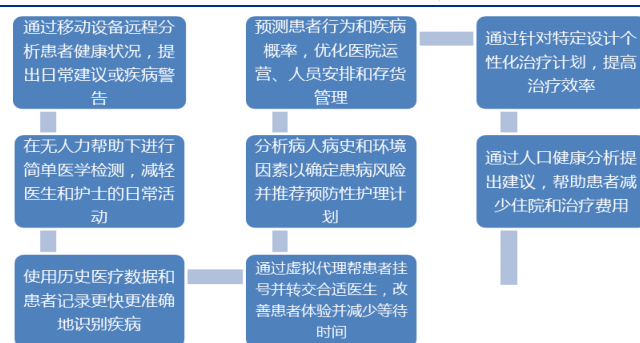 通过移动设备远程分
析患者健康状况，提
出日常建议或疾病警
告
在无人力帮助下进行
简单医学检测，减轻
医生和护士的日常活
动
使用历史医疗数据和
患者记录更快更准确
地识别疾病
通过虚拟代理帮患者挂
号并转交合适医生，改
善患者体验并减少等待
时间
分析病人病史和环境
因素以确定患病风险
并推荐预防性护理计
划
预测患者行为和疾病
概率，优化医院运
营、人员安排和存货
管理
通过针对特定设计个
性化治疗计划，提高
治疗效率
通过人口健康分析提
出建议，帮助患者减
少住院和治疗费用